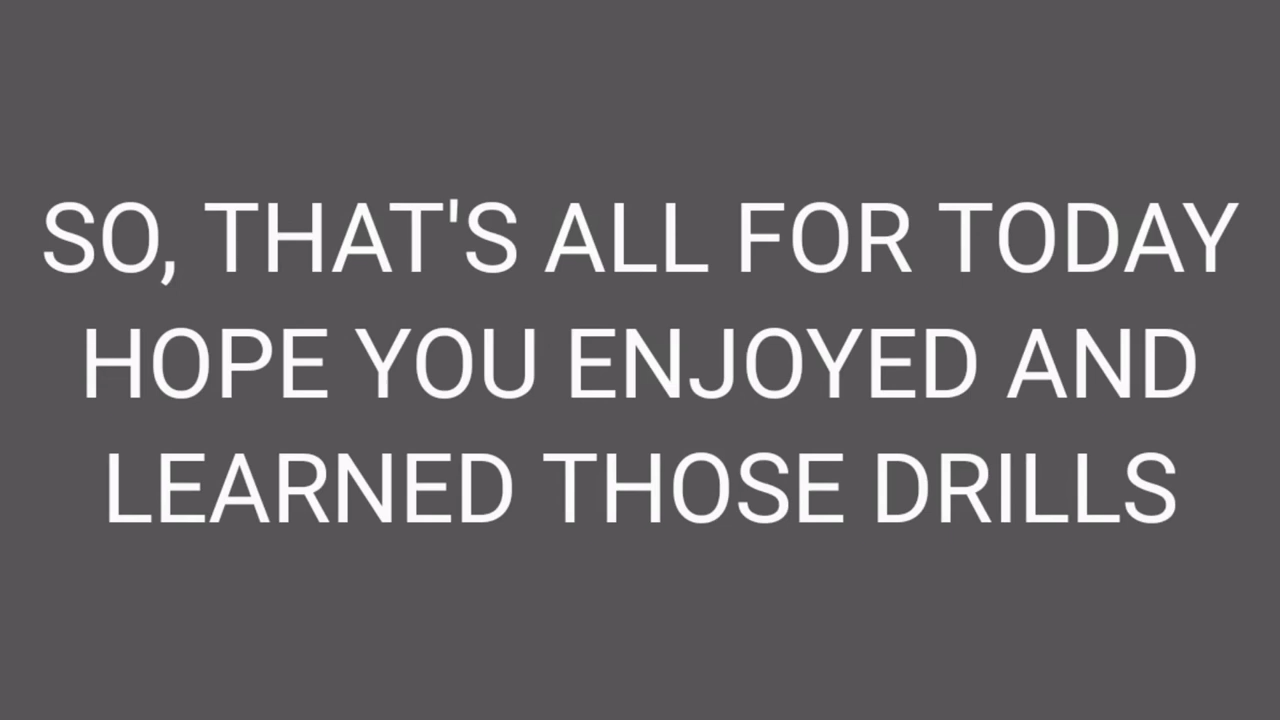 SO, THAT'S ALL FOR TODAY
HOPE YOU ENJOYED AND
LEARNED THOSE DRILLS